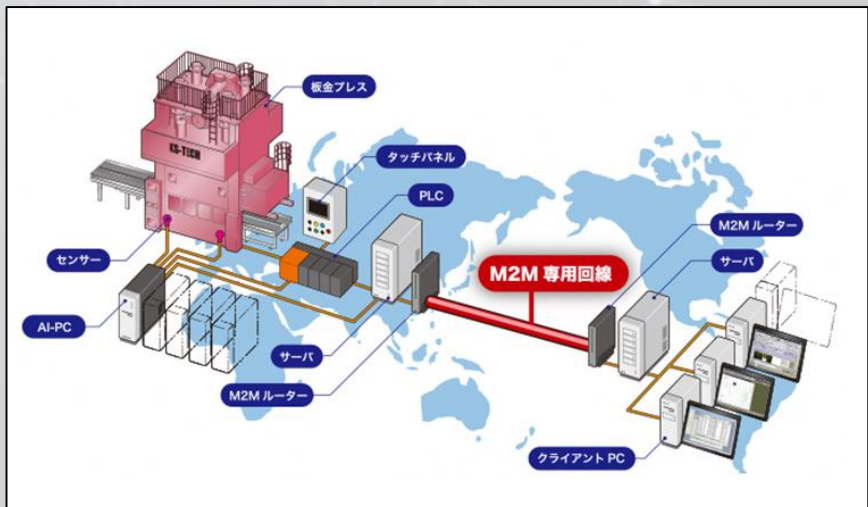 板金プレス
KS-TECH
タッチパネル
PLC
M2M ルーター
センサー
サーバ
M2M 専用回線
AI-PC
サーバ
M2M ルーター
クライアント PC